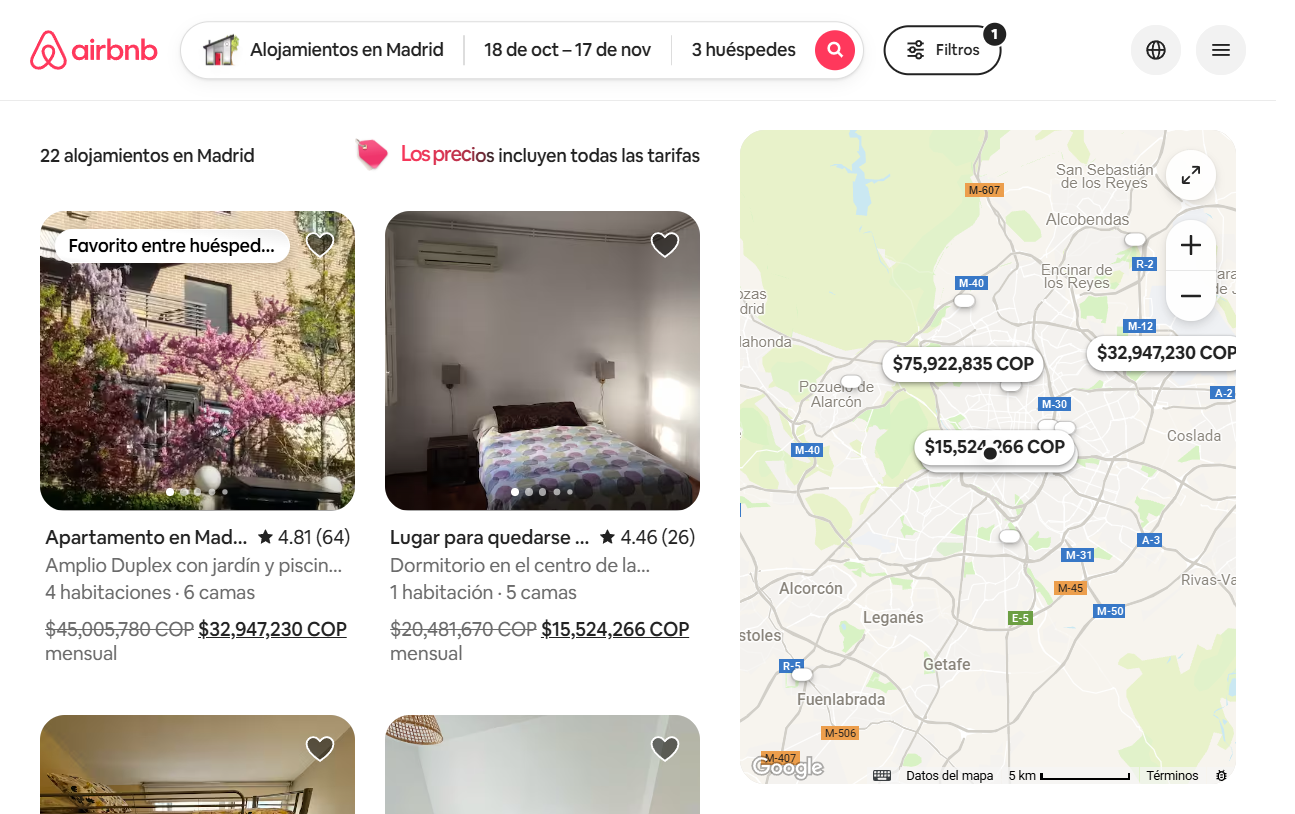 airbnb
Alojamientos en Madrid
18 de oct – 17 de nov
3 huéspedes
Filtros
1
22 alojamientos en Madrid
Los precios incluyen todas las tarifas
Favorito entre huésped...
Apartamento en Mad... ★ 4.81 (64)
Amplio Duplex con jardín y piscin...
4 habitaciones · 6 camas
$45,005,780 COP $32,947,230 COP
mensual
Lugar para quedarse ... ★ 4.46 (26)
Dormitorio en el centro de la...
1 habitación · 5 camas
$20,481,670 COP $15,524,266 COP
mensual
San Sebastián
de los Reyes
M-607
Alcobendas
R-2
Encinar de
los Reyes
M-40
M-12
lahonda
$75,922,835 COP
$32,947,230 COP
Pozuelo de
Alarcón
A-2
M-30
Coslada
M-40
$15,524,266 COP
A-3
M-31
Rivas-Va
Alcorcón
M-45
M-50
Leganés
E-5
stoles
R-5
Getafe
Fuenlabrada
M-506
M-407
Google
Datos del mapa
5 km
Términos